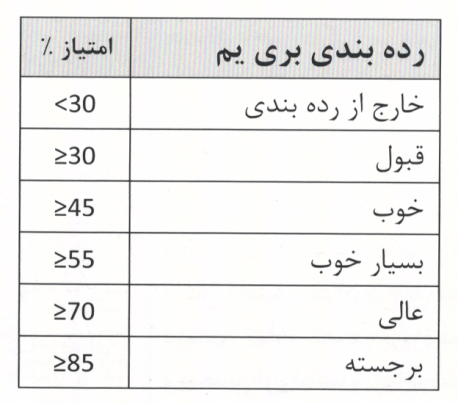 رده بندی بری یم	امتیاز ٪
خارج از رده بندی	<30
قبول	≥30
خوب	≥45
بسیار خوب	≥55
عالی	≥70
برجسته	≥85